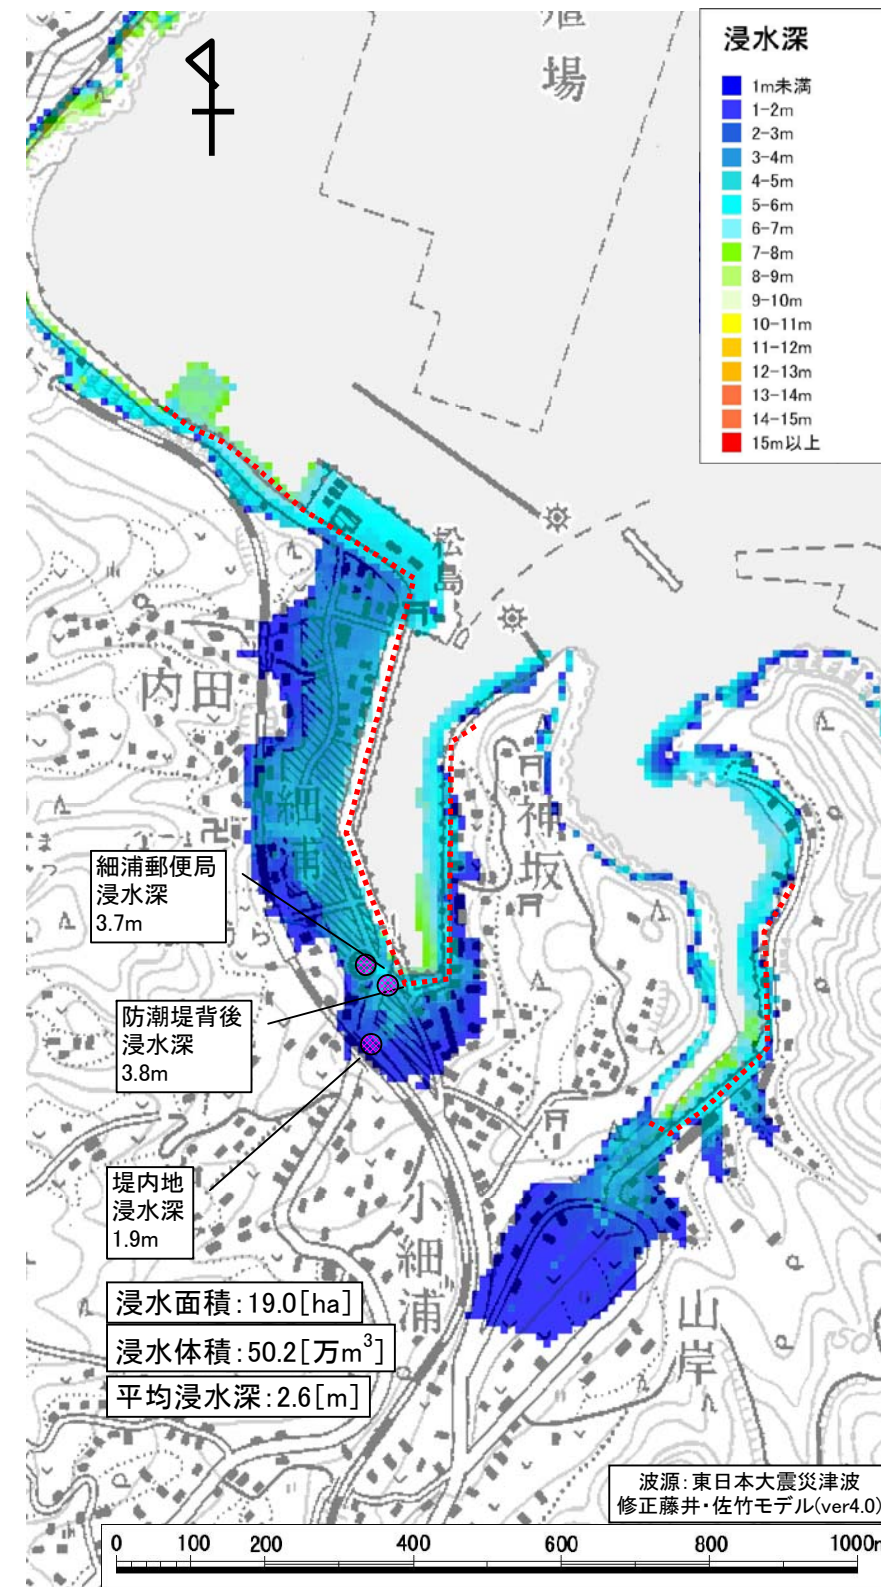 殖
場
浸水深
1m未満
1-2m
2-3m
3-4m
4-5m
5-6m
6-7m
7-8m
8-9m
9-10m
10-11m
11-12m
12-13m
13-14m
14-15m
15m以上
松島
内田
細浦
神坂
細浦郵便局
浸水深
3.7m
防潮堤背後
浸水深
3.8m
堤内地
浸水深
1.9m
小細浦
山岸
浸水面積:19.0[ha]
浸水体積:50.2[万m³]
平均浸水深:2.6[m]
波源:東日本大震災津波
修正藤井・佐竹モデル(ver4.0)
0 100 200 400 600 800 1000m